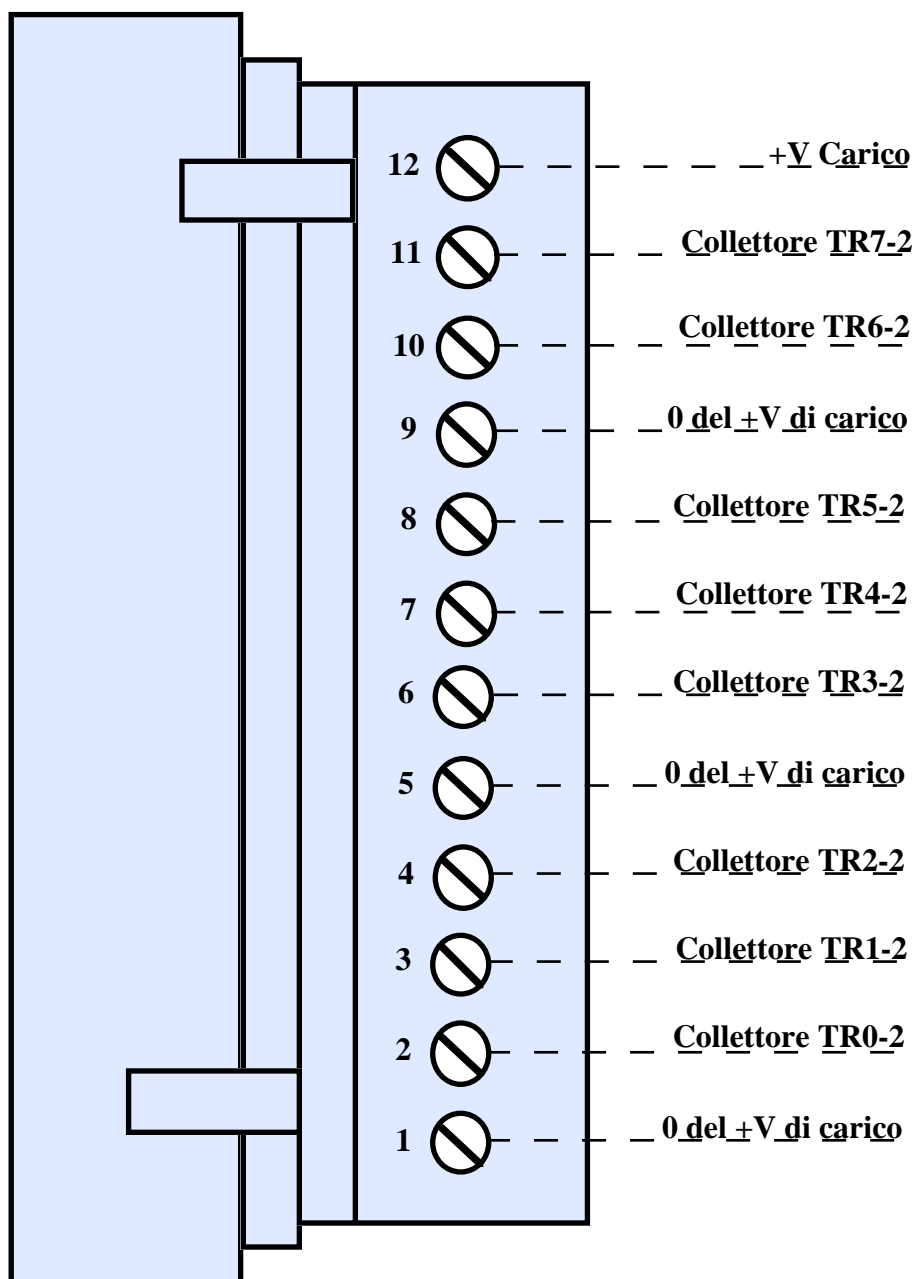 12 +V Carico
11 Collettore TR7-2
10 Collettore TR6-2
9 0 del +V di carico
8 Collettore TR5-2
7 Collettore TR4-2
6 Collettore TR3-2
5 0 del +V di carico
4 Collettore TR2-2
3 Collettore TR1-2
2 Collettore TR0-2
1 0 del +V di carico